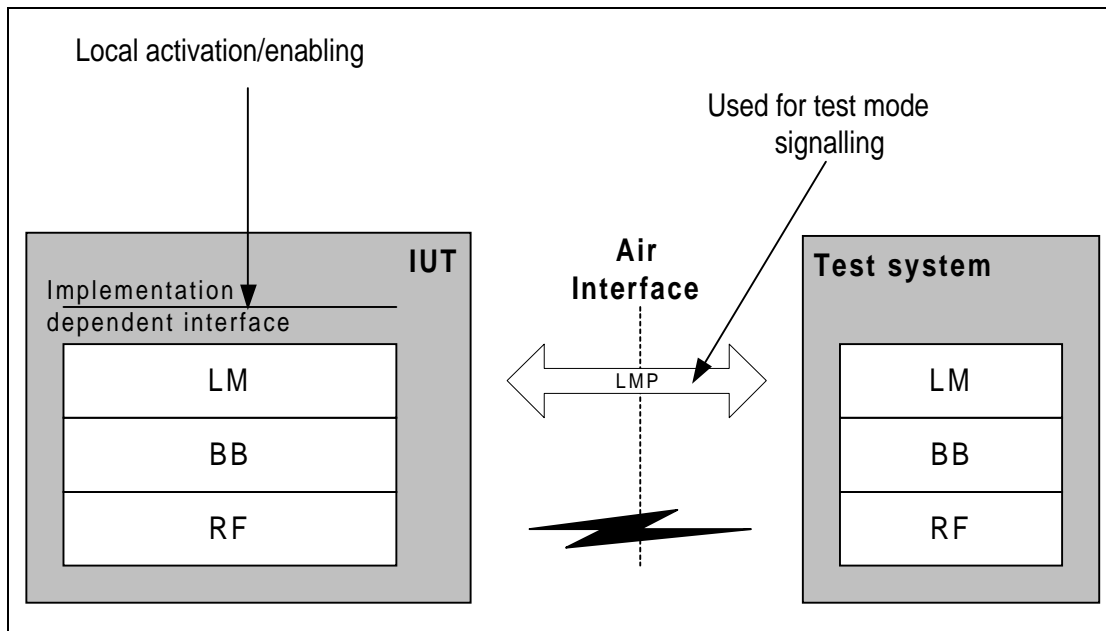 Local activation/enabling
Used for test mode
signalling
IUT
Implementation
dependent interface
LM
BB
RF
Air
Interface
LMP
Test system
LM
BB
RF